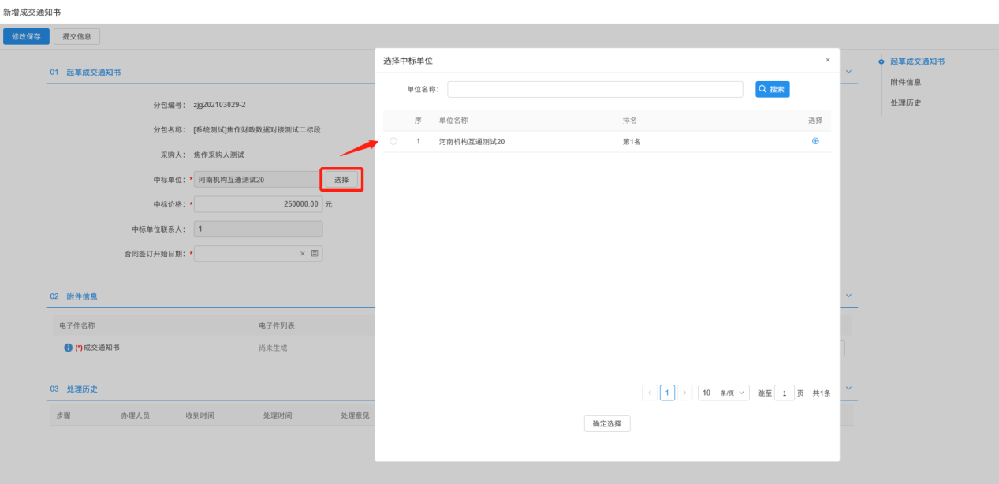 新增成交通知书
修改保存 提交信息
01 起草成交通知书
分包编号： zjg202103029-2
分包名称： [系统测试]焦作财政数据对接测试二标段
采购人： 焦作采购人测试
中标单位：* 河南机构互通测试20 选择
中标价格：* 250000.00 元
中标单位联系人： 1
合同签订开始日期：* ×
02 附件信息
电子件名称 电子件列表
(*)成交通知书 尚未生成
03 处理历史
步骤 办理人员 收到时间 处理时间 处理意见
选择中标单位 ×
单位名称： 搜索
序 单位名称 排名 选择
1 河南机构互通测试20 第1名
< 1 > 10 条/页 跳至 1 页 共1条
确定选择
起草成交通知书
附件信息
处理历史